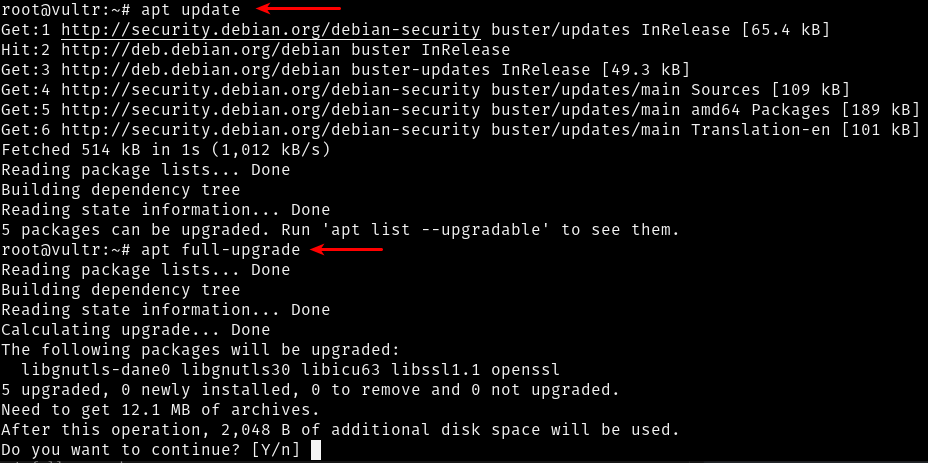 root@vultr:~# apt update
Get:1 http://security.debian.org/debian-security buster/updates InRelease [65.4 kB]
Hit:2 http://deb.debian.org/debian buster InRelease
Get:3 http://deb.debian.org/debian buster-updates InRelease [49.3 kB]
Get:4 http://security.debian.org/debian-security buster/updates/main Sources [109 kB]
Get:5 http://security.debian.org/debian-security buster/updates/main amd64 Packages [189 kB]
Get:6 http://security.debian.org/debian-security buster/updates/main Translation-en [101 kB]
Fetched 514 kB in 1s (1,012 kB/s)
Reading package lists... Done
Building dependency tree
Reading state information... Done
5 packages can be upgraded. Run 'apt list --upgradable' to see them.
root@vultr:~# apt full-upgrade
Reading package lists... Done
Building dependency tree
Reading state information... Done
Calculating upgrade... Done
The following packages will be upgraded:
  libgnutls-dane0 libgnutls30 libicu63 libssl1.1 openssl
5 upgraded, 0 newly installed, 0 to remove and 0 not upgraded.
Need to get 12.1 MB of archives.
After this operation, 2,048 B of additional disk space will be used.
Do you want to continue? [Y/n]